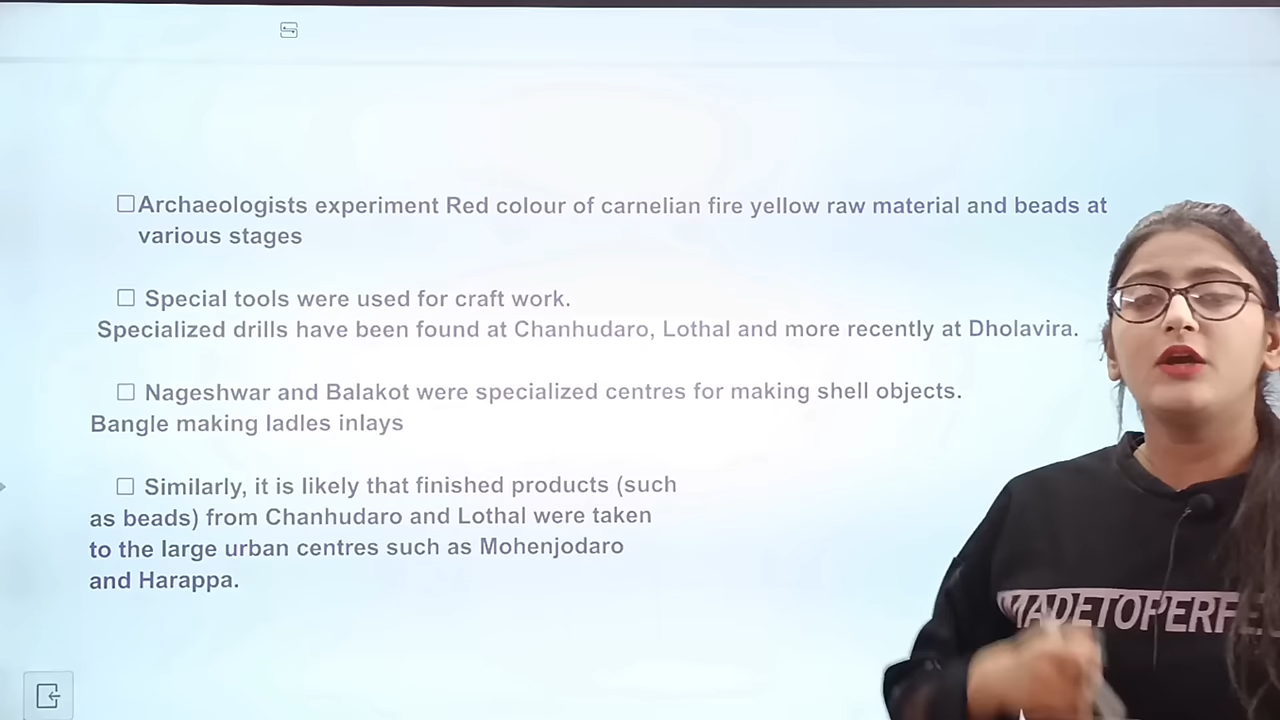 ☐Archaeologists experiment Red colour of carnelian fire yellow raw material and beads at
various stages
☐ Special tools were used for craft work.
Specialized drills have been found at Chanhudaro, Lothal and more recently at Dholavira.
☐ Nageshwar and Balakot were specialized centres for making shell objects.
Bangle making ladles inlays
☐ Similarly, it is likely that finished products (such
as beads) from Chanhudaro and Lothal were taken
to the large urban centres such as Mohenjodaro
and Harappa.